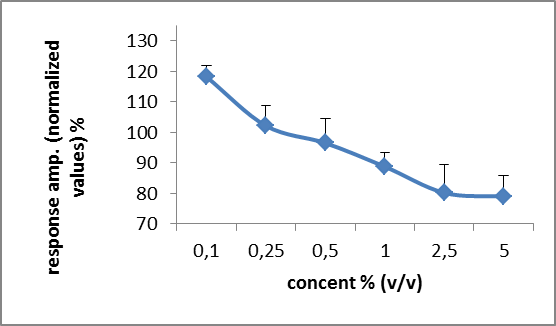 response amp. (normalized
values) %
130
120
110
100
90
80
70
0,1 0,25 0,5 1 2,5 5
concent % (v/v)